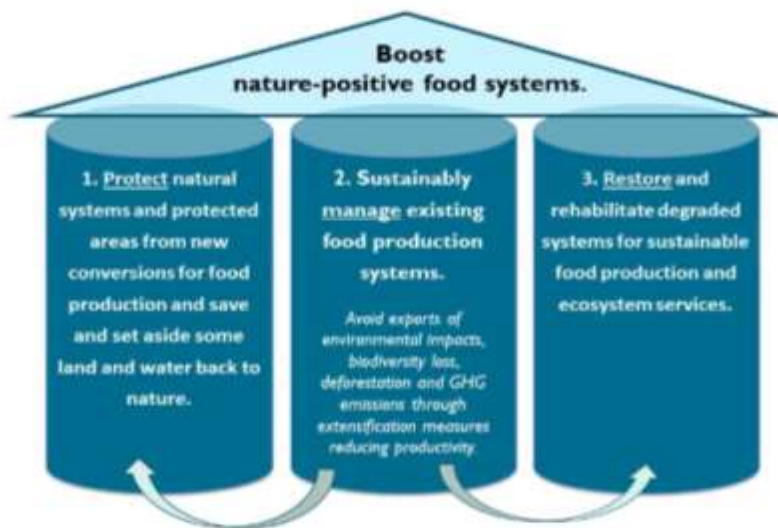 Boost
nature-positive food systems.
1. Protect natural
systems and protected
areas from new
conversions for food
production and save
and set aside some
land and water back to
nature.
2. Sustainably
manage existing
food production
systems.
Avoid exports of
environmental impacts,
biodiversity loss,
deforestation and GHG
emissions through
extensification measures
reducing productivity.
3. Restore and
rehabilitate degraded
systems for sustainable
food production and
ecosystem services.